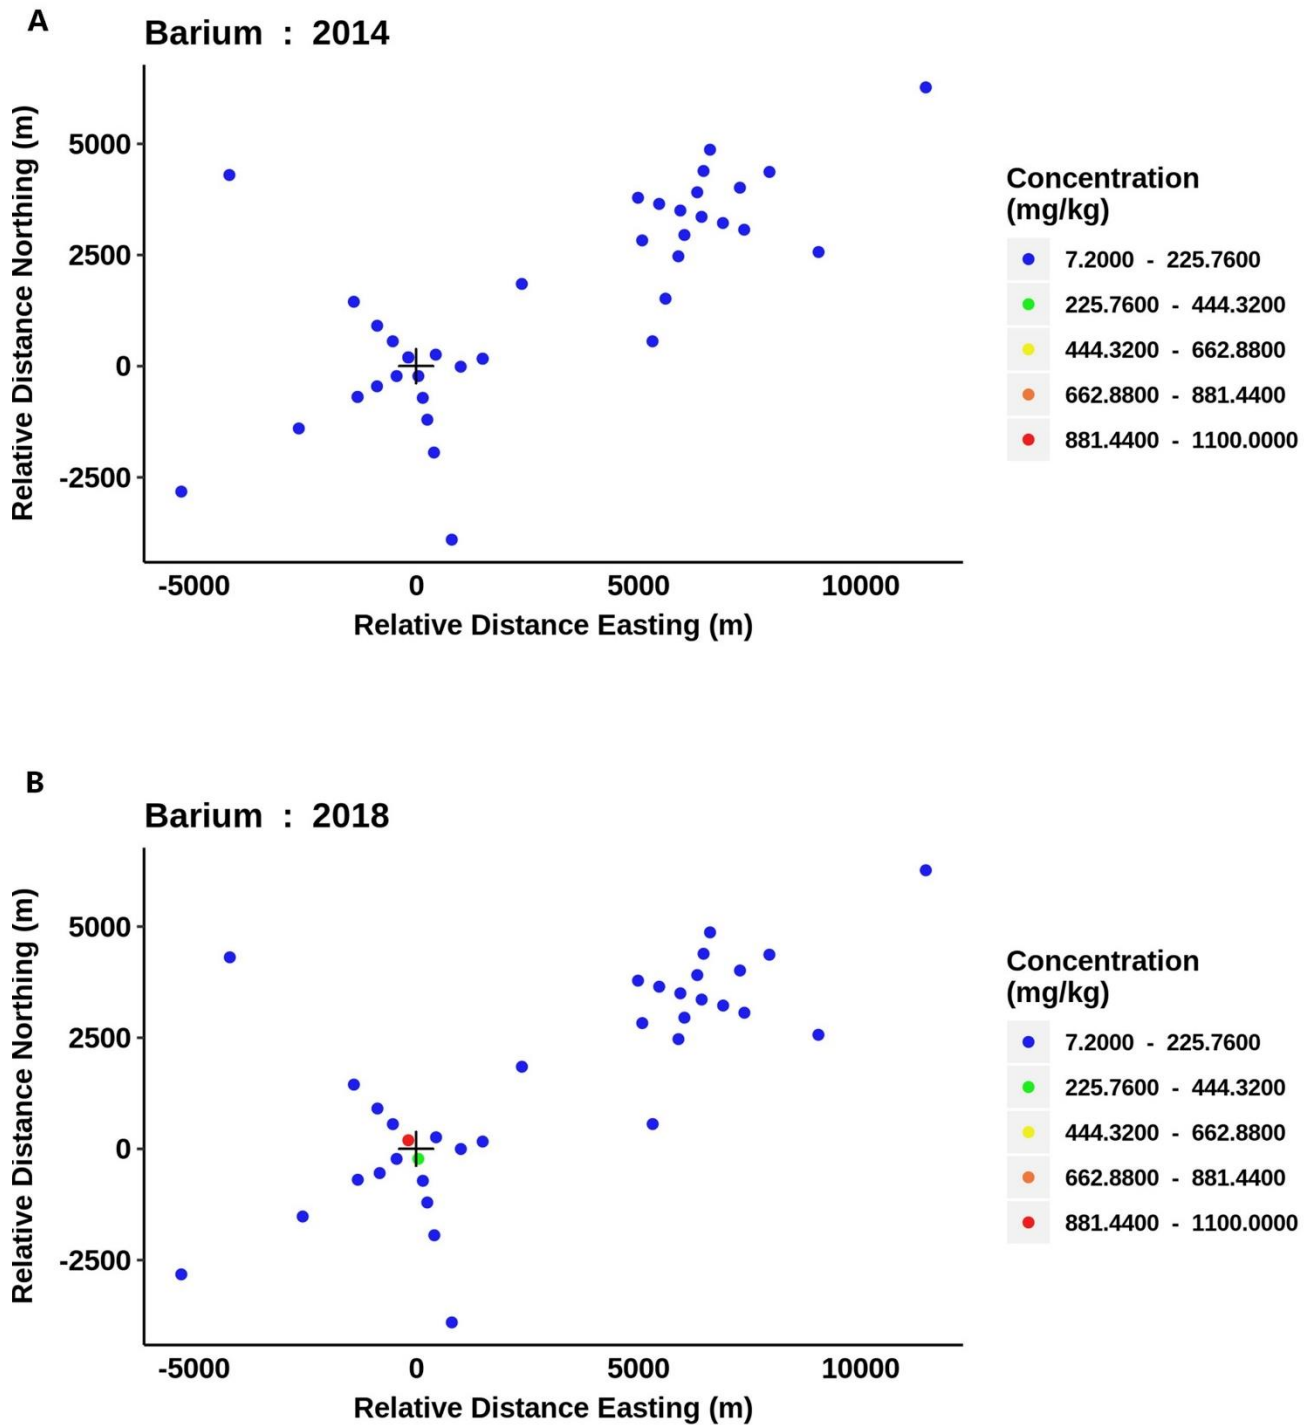 A
Barium : 2014
Relative Distance Northing (m)
5000
2500
0
-2500
-5000 0 5000 10000
Relative Distance Easting (m)
Concentration
(mg/kg)
7.2000 - 225.7600
225.7600 - 444.3200
444.3200 - 662.8800
662.8800 - 881.4400
881.4400 - 1100.0000
B
Barium : 2018
Relative Distance Northing (m)
5000
2500
0
-2500
-5000 0 5000 10000
Relative Distance Easting (m)
Concentration
(mg/kg)
7.2000 - 225.7600
225.7600 - 444.3200
444.3200 - 662.8800
662.8800 - 881.4400
881.4400 - 1100.0000